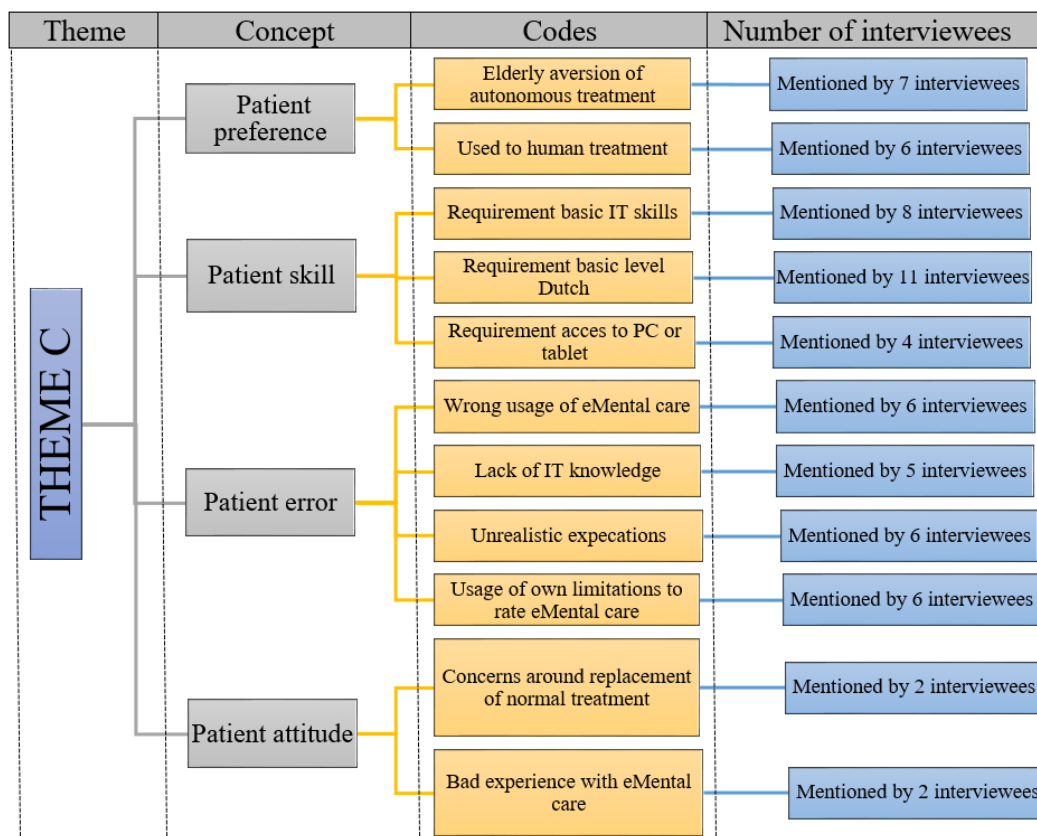 Theme
Concept
Codes
Number of interviewees
THEME C
Patient
preference
Elderly aversion of
autonomous treatment
Mentioned by 7 interviewees
Used to human treatment
Mentioned by 6 interviewees
Patient skill
Requirement basic IT skills
Mentioned by 8 interviewees
Requirement basic level
Dutch
Mentioned by 11 interviewees
Requirement acces to PC or
tablet
Mentioned by 4 interviewees
Patient error
Wrong usage of eMental care
Mentioned by 6 interviewees
Lack of IT knowledge
Mentioned by 5 interviewees
Unrealistic expecations
Mentioned by 6 interviewees
Usage of own limitations to
rate eMental care
Mentioned by 6 interviewees
Patient attitude
Concerns around replacement
of normal treatment
Mentioned by 2 interviewees
Bad experience with eMental
care
Mentioned by 2 interviewees